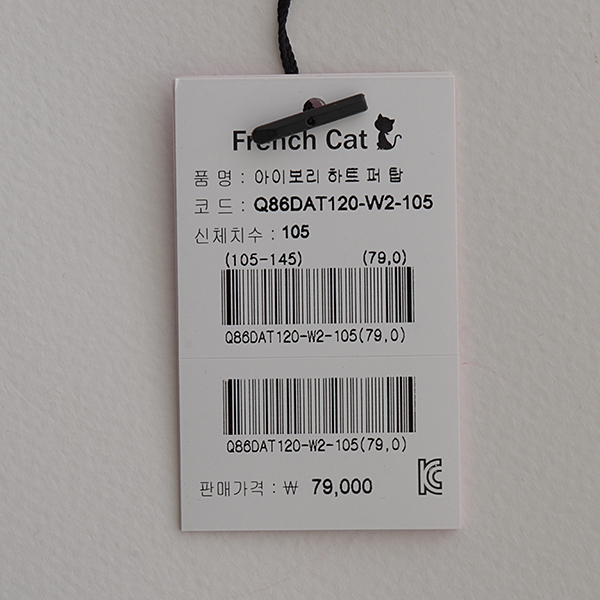 French Cat
품 명 : 아이보리 하트 퍼 탑
코 드 : Q86DAT120-W2-105
신체치수 : 105
(105-145) (79,0)
Q86DAT120-W2-105(79,0)
Q86DAT120-W2-105(79,0)
판매가격 : ₩ 79,000
KC